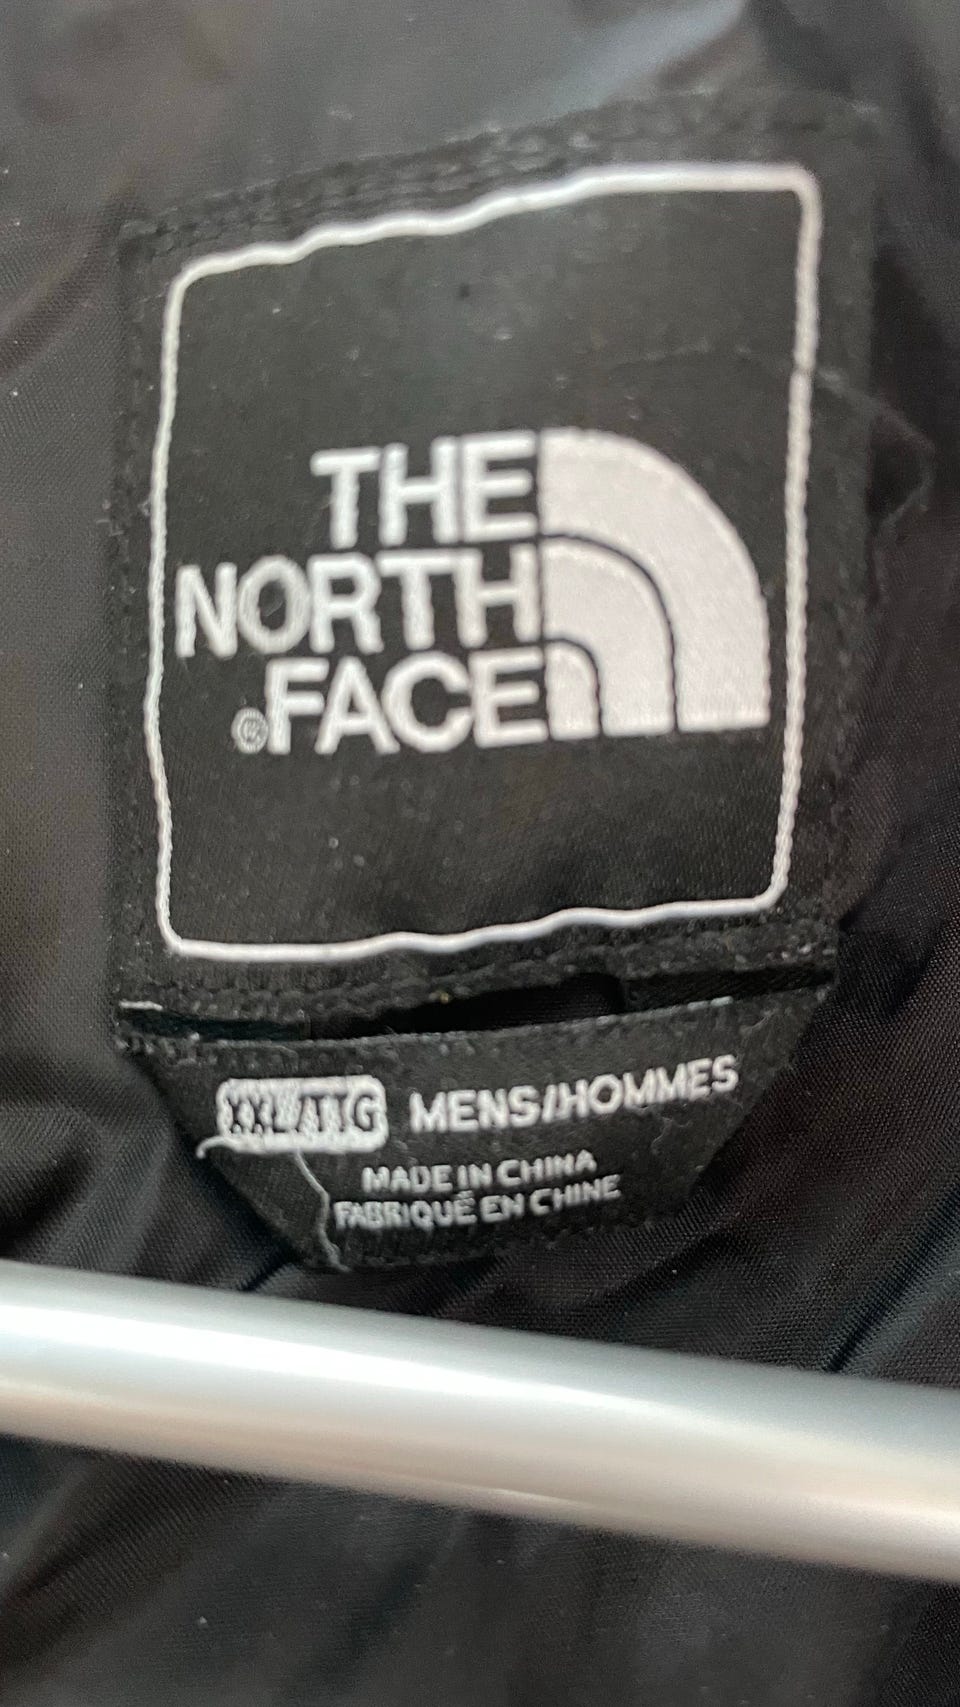 THE
NORTH
®FACE
XXL/TTG MENS/HOMMES
MADE IN CHINA
FABRIQUÉ EN CHINE